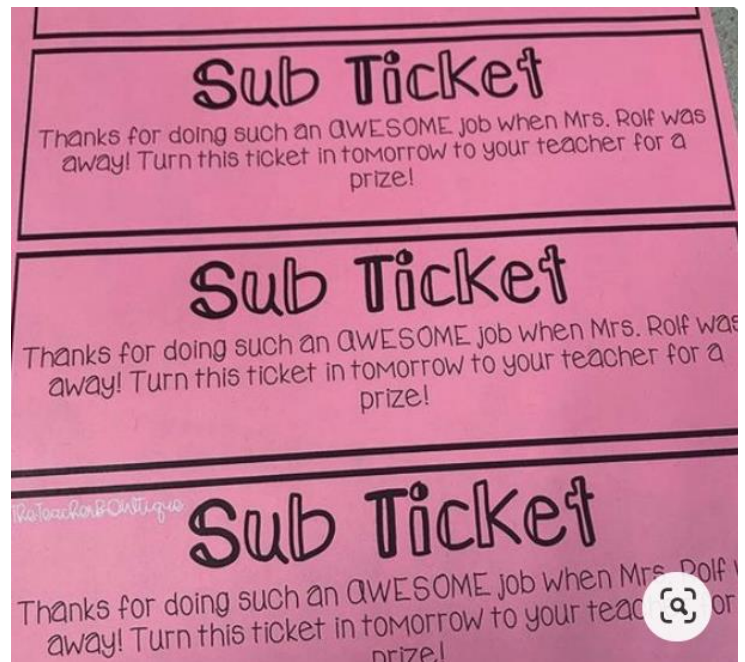 Sub Ticket
Thanks for doing such an aWESOME job when Mrs. Rolf was
away! Turn this ticket in tomorrow to your teacher for a
prize!
Sub Ticket
Thanks for doing such an aWESOME job when Mrs. Rolf was
away! Turn this ticket in tomorrow to your teacher for a
prize!
TheTeacherBOutique
Sub Ticket
Thanks for doing such an aWESOME job when Mrs. Rolf
away! Turn this ticket in tomorrow to your
prize!